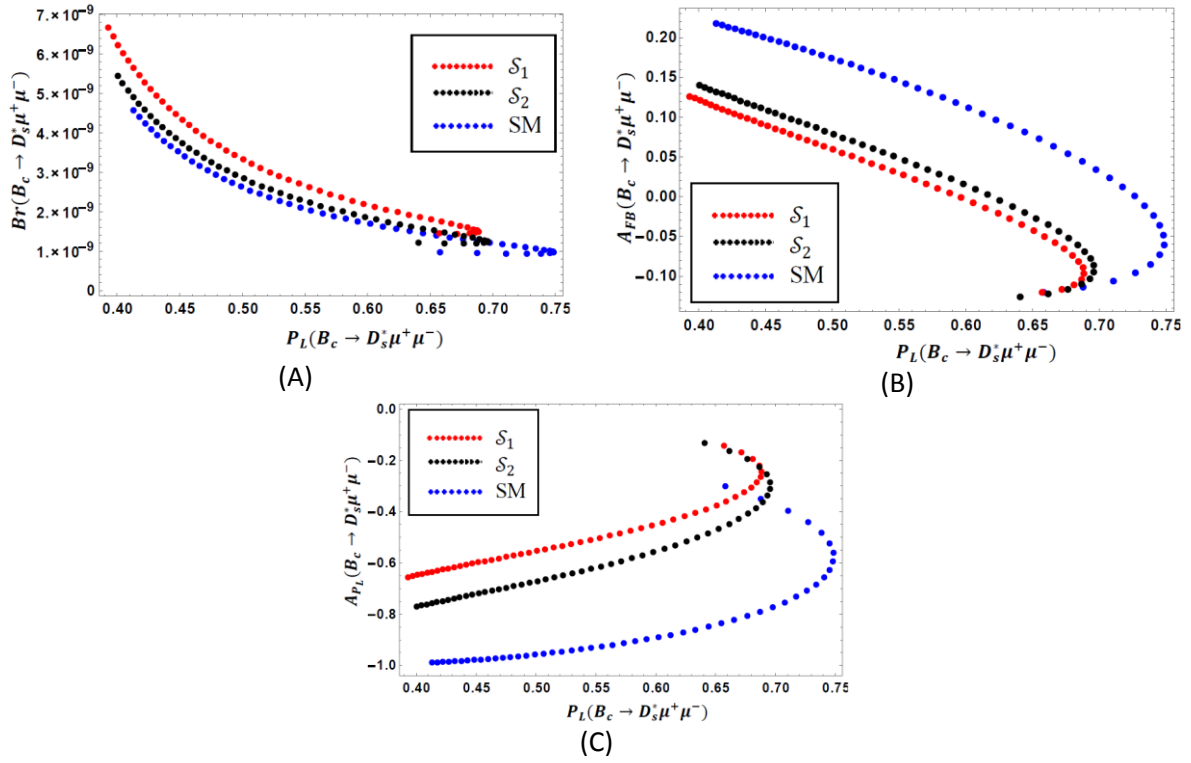 Br(B_c → D_s^* μ^+ μ^-)
7.×10^-9
6.×10^-9
5.×10^-9
4.×10^-9
3.×10^-9
2.×10^-9
1.×10^-9
0
S_1
S_2
SM
0.40 0.45 0.50 0.55 0.60 0.65 0.70 0.75
P_L(B_c → D_s^* μ^+ μ^-)
(A)
A_FB(B_c → D_s^* μ^+ μ^-)
0.20
0.15
0.10
0.05
0.00
-0.05
-0.10
S_1
S_2
SM
0.40 0.45 0.50 0.55 0.60 0.65 0.70 0.75
P_L(B_c → D_s^* μ^+ μ^-)
(B)
A_P_L(B_c → D_s^* μ^+ μ^-)
0.0
-0.2
-0.4
-0.6
-0.8
-1.0
S_1
S_2
SM
0.40 0.45 0.50 0.55 0.60 0.65 0.70 0.75
P_L(B_c → D_s^* μ^+ μ^-)
(C)